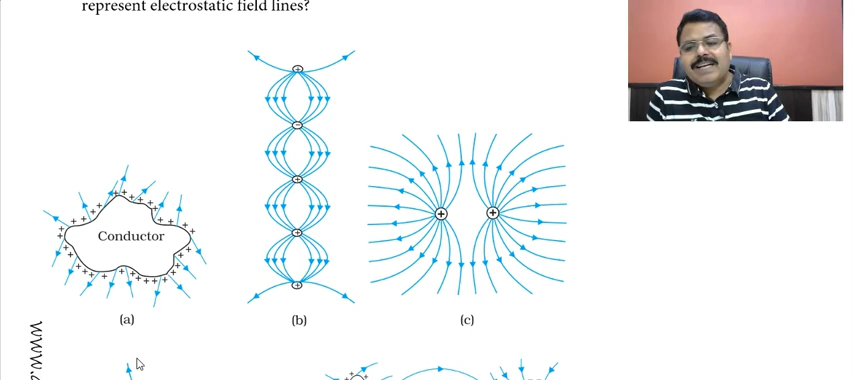 represent electrostatic field lines?
Conductor
(a)
(b)
(c)